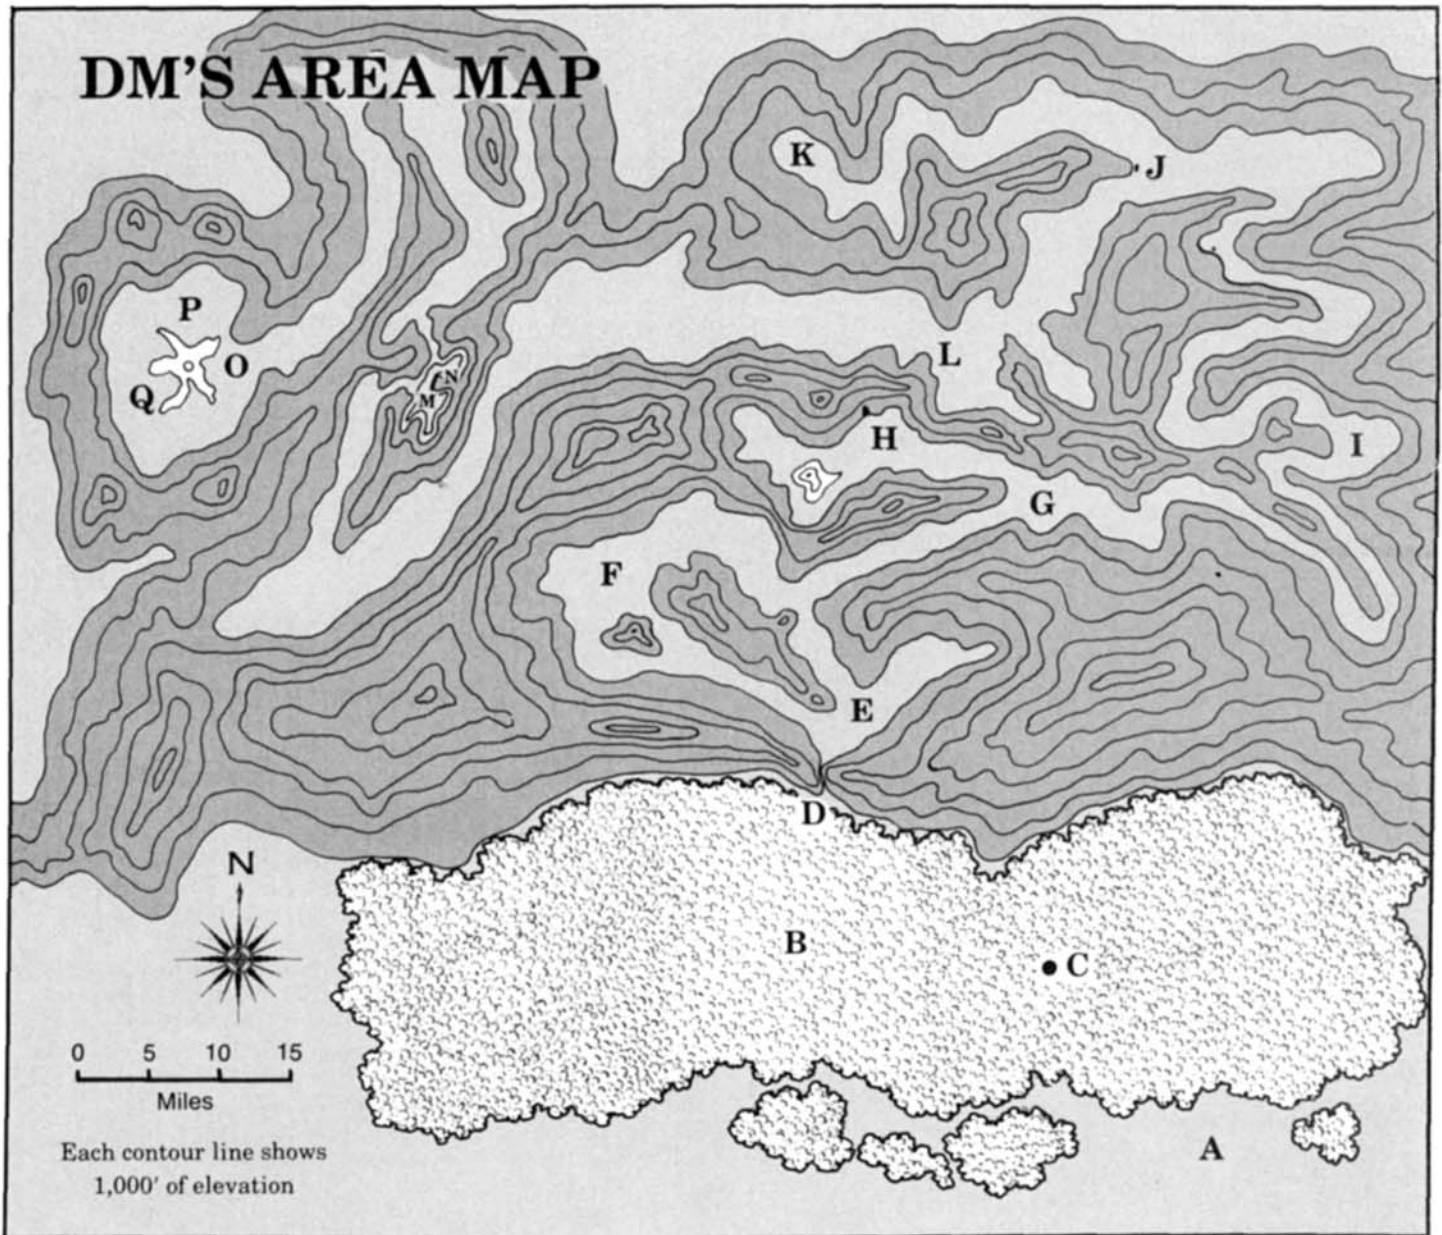 DM'S AREA MAP
K
J
P
O
N
L
M
Q
H
I
G
F
E
D
N
B
C
0 5 10 15
Miles
A
Each contour line shows
1,000' of elevation